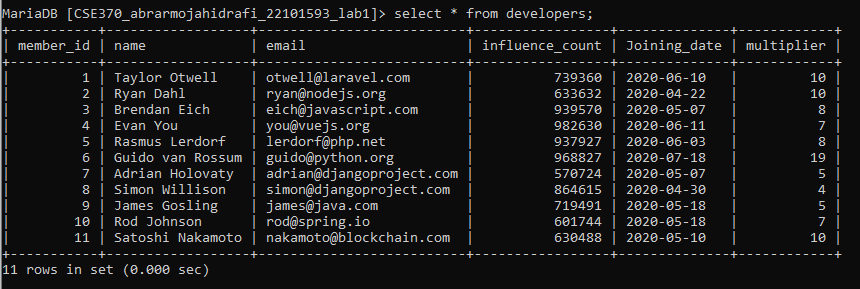 MariaDB [CSE370_abrarmojahidrafi_22101593_lab1]> select * from developers;
+-----------+------------------+--------------------------+-----------------+--------------+------------+
| member_id | name             | email                    | influence_count | Joining_date | multiplier |
+-----------+------------------+--------------------------+-----------------+--------------+------------+
|         1 | Taylor Otwell    | otwell@laravel.com       |          739360 | 2020-06-10   |         10 |
|         2 | Ryan Dahl        | ryan@nodejs.org          |          633632 | 2020-04-22   |         10 |
|         3 | Brendan Eich     | eich@javascript.com      |          939570 | 2020-05-07   |          8 |
|         4 | Evan You         | you@vuejs.org            |          982630 | 2020-06-11   |          7 |
|         5 | Rasmus Lerdorf   | lerdorf@php.net          |          937927 | 2020-06-03   |          8 |
|         6 | Guido van Rossum | guido@python.org         |          968827 | 2020-07-18   |         19 |
|         7 | Adrian Holovaty  | adrian@djangoproject.com |          570724 | 2020-05-07   |          5 |
|         8 | Simon Willison   | simon@djangoproject.com  |          864615 | 2020-04-30   |          4 |
|         9 | James Gosling    | james@java.com           |          719491 | 2020-05-18   |          5 |
|        10 | Rod Johnson      | rod@spring.io            |          601744 | 2020-05-18   |          7 |
|        11 | Satoshi Nakamoto | nakamoto@blockchain.com  |          630488 | 2020-05-10   |         10 |
+-----------+------------------+--------------------------+-----------------+--------------+------------+
11 rows in set (0.000 sec)